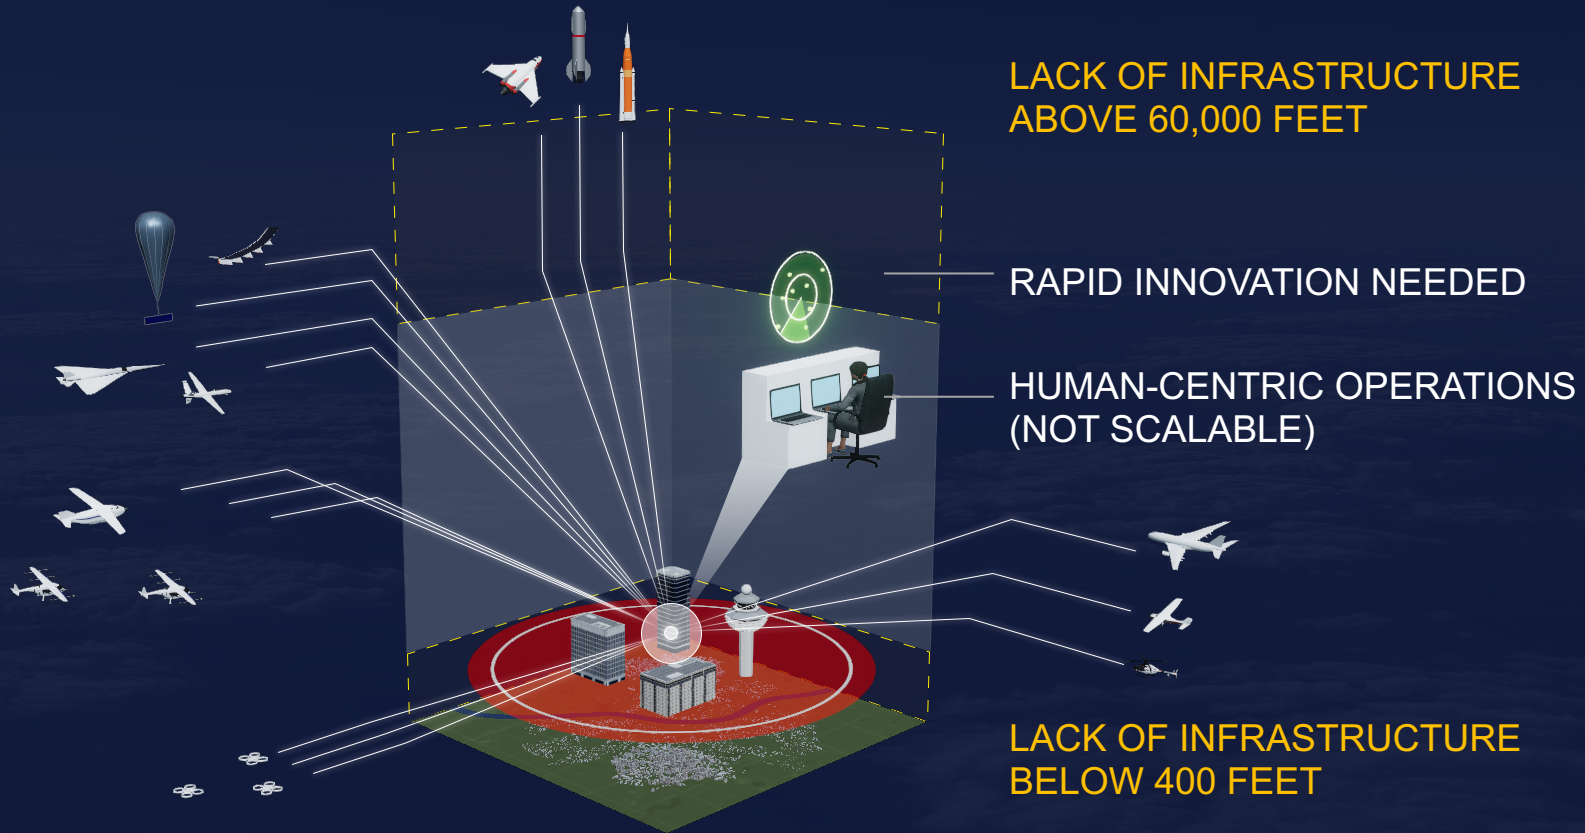 LACK OF INFRASTRUCTURE
ABOVE 60,000 FEET
RAPID INNOVATION NEEDED
HUMAN-CENTRIC OPERATIONS
(NOT SCALABLE)
LACK OF INFRASTRUCTURE
BELOW 400 FEET